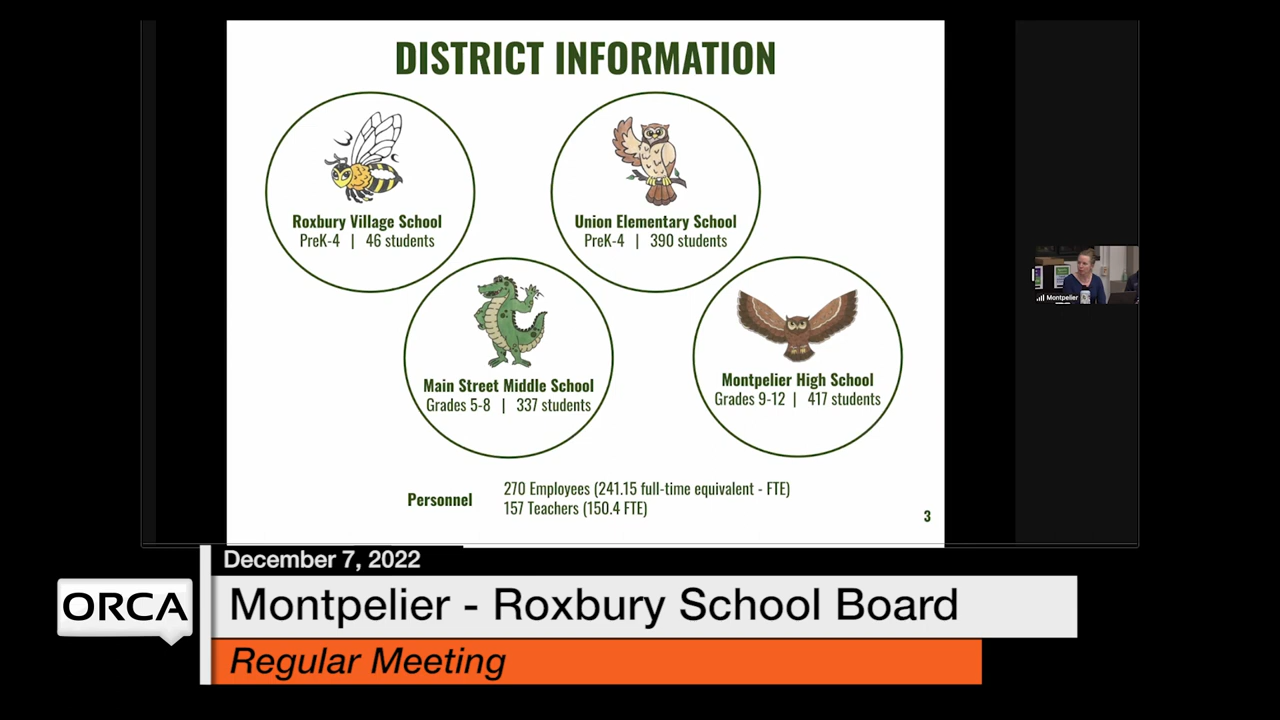 DISTRICT INFORMATION
Roxbury Village School
PreK-4 | 46 students
Union Elementary School
PreK-4 | 390 students
Main Street Middle School
Grades 5-8 | 337 students
Montpelier High School
Grades 9-12 | 417 students
Personnel
270 Employees (241.15 full-time equivalent - FTE)
157 Teachers (150.4 FTE)
3
Montpelier
December 7, 2022
ORCA
Montpelier - Roxbury School Board
Regular Meeting